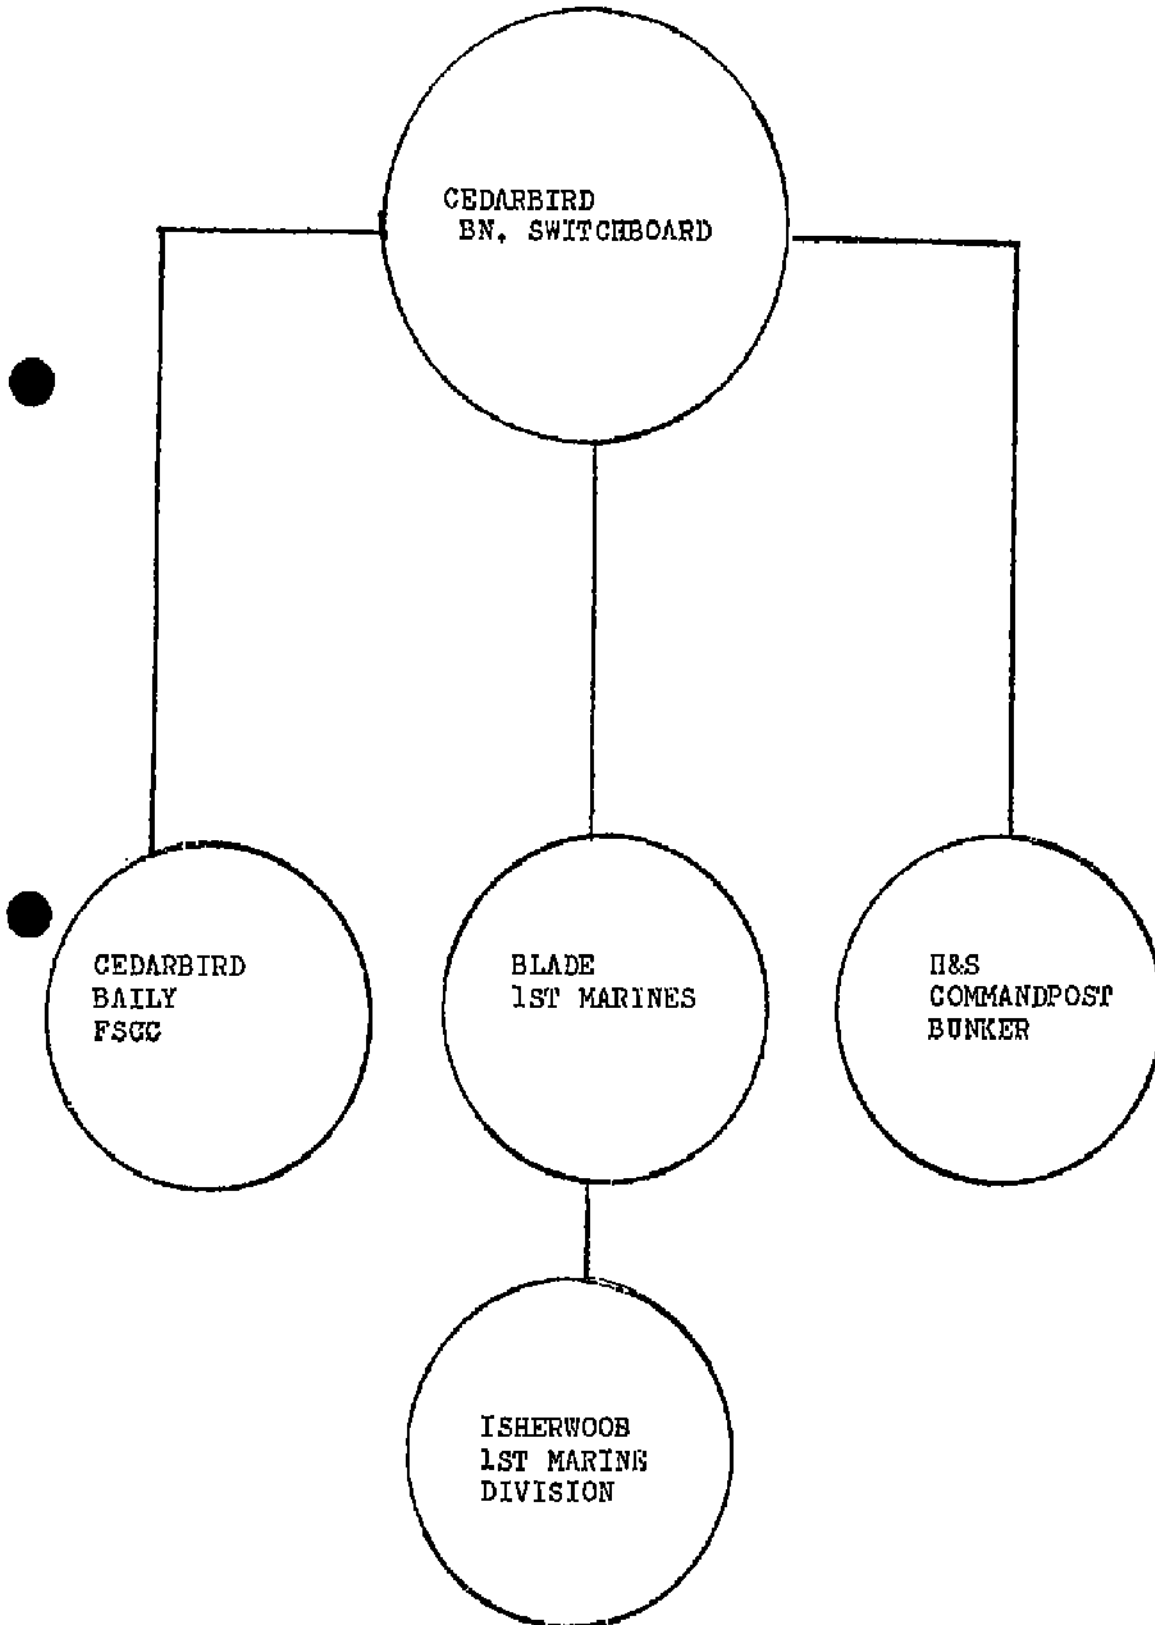 CEDARBIRD
BN. SWITCHBOARD
CEDARBIRD
BAILY
FSCC
BLADE
1ST MARINES
H&S
COMMANDPOST
BUNKER
ISHERWOOB
1ST MARINE
DIVISION